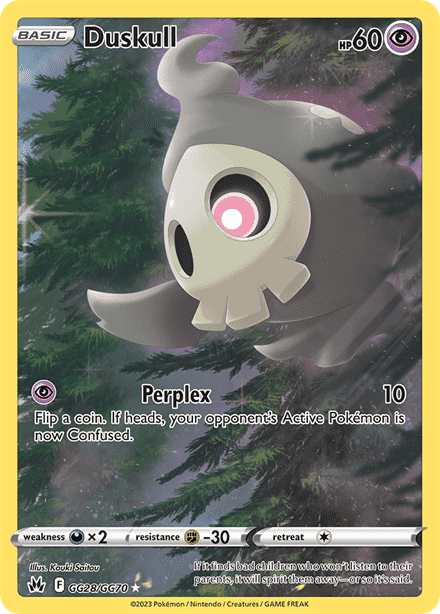 BASIC Duskull HP60
Perplex 10
Flip a coin. If heads, your opponent's Active Pokémon is
now Confused.
weakness ×2 resistance -30 retreat
Illus. Kouki Saitou
If it finds bad children who won't listen to their
parents, it will spirit them away—or so it's said.
F GG28/GG70
©2023 Pokémon / Nintendo / Creatures / GAME FREAK